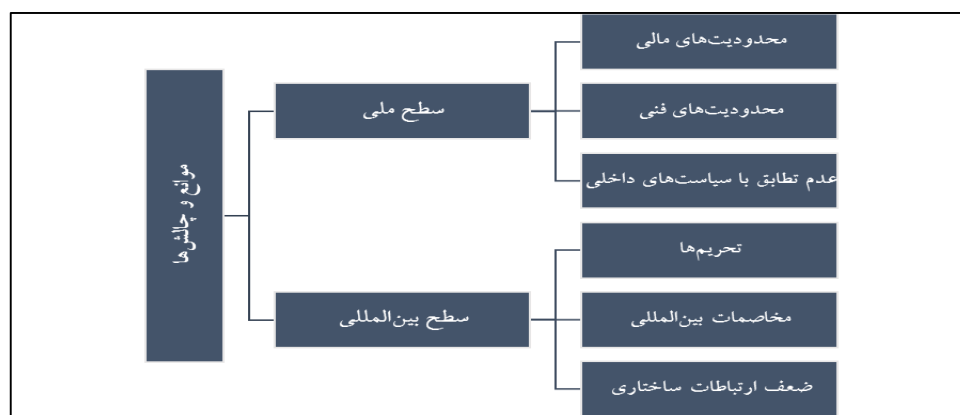 موانع و چالش‌ها
سطح ملی
محدودیت‌های مالی
محدودیت‌های فنی
عدم تطابق با سیاست‌های داخلی
سطح بین‌المللی
تحریم‌ها
مخاصمات بین‌المللی
ضعف ارتباطات ساختاری